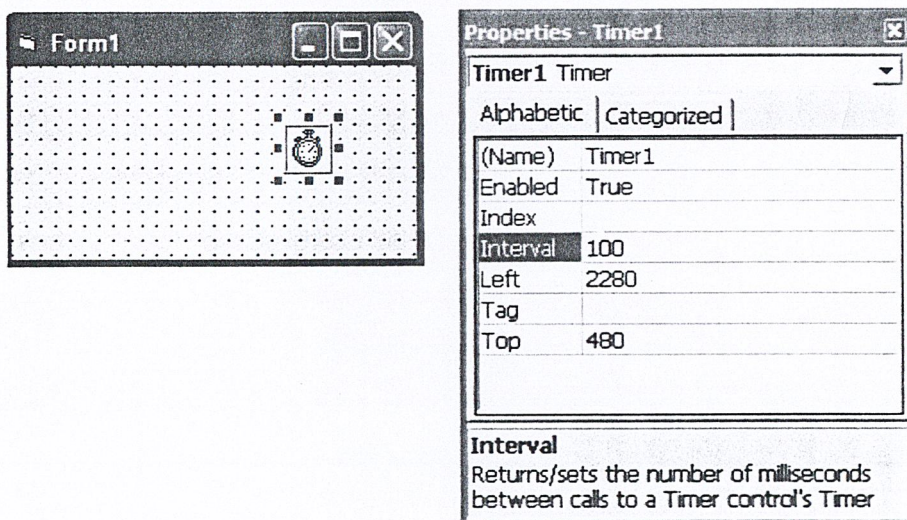 Form1
Properties - Timer1
Timer1 Timer
Alphabetic Categorized
(Name) Timer1
Enabled True
Index
Interval 100
Left 2280
Tag
Top 480
Interval
Returns/sets the number of milliseconds
between calls to a Timer control's Timer